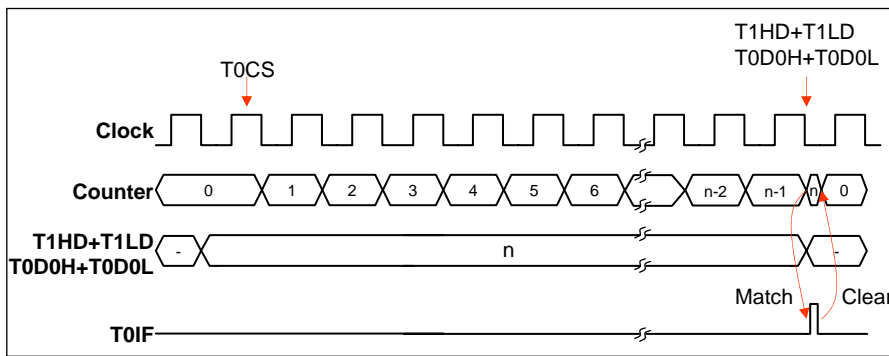 T1HD+T1LD
T0D0H+T0D0L
T0CS
Clock
Counter 0 1 2 3 4 5 6 n-2 n-1 n 0
T1HD+T1LD
T0D0H+T0D0L
- n -
Match Clear
T0IF